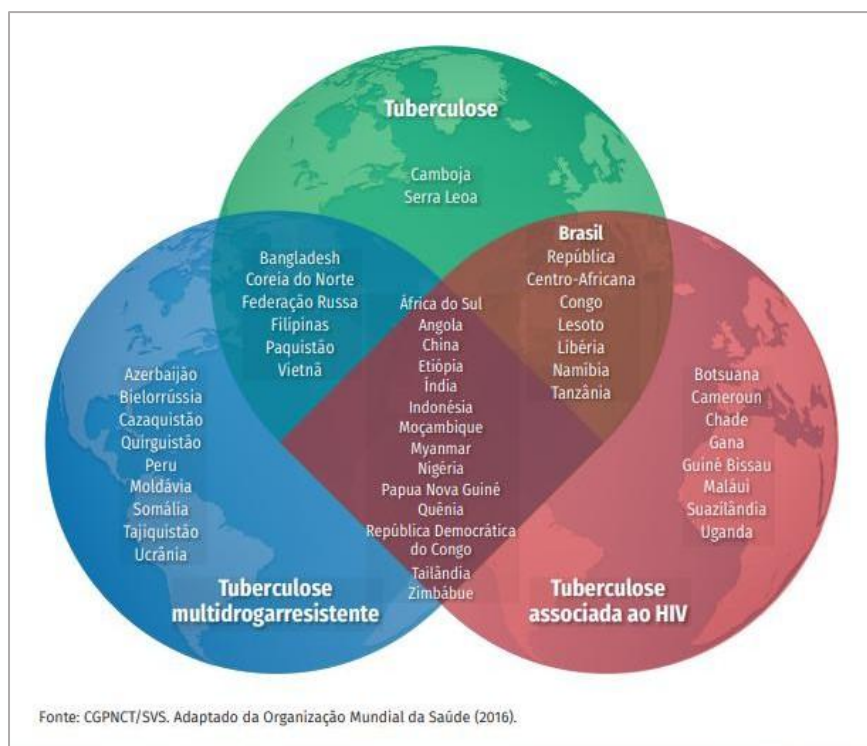 Tuberculose
Camboja
Serra Leoa
Bangladesh
Coreia do Norte
Federação Russa
Filipinas
Paquistão
Vietnã
Brasil
República
Centro-Africana
Congo
Lesoto
Libéria
Namíbia
Tanzânia
África do Sul
Angola
China
Etiópia
Índia
Indonésia
Moçambique
Myanmar
Nigéria
Papua Nova Guiné
Quênia
República Democrática
do Congo
Tailândia
Zimbábue
Azerbaijão
Bielorrússia
Cazaquistão
Quirguistão
Peru
Moldávia
Somália
Tajiquistão
Ucrânia
Botsuana
Cameroun
Chade
Gana
Guiné Bissau
Maláui
Suazilândia
Uganda
Tuberculose
multidrogarresistente
Tuberculose
associada ao HIV
Fonte: CGPNCT/SVS. Adaptado da Organização Mundial da Saúde (2016).